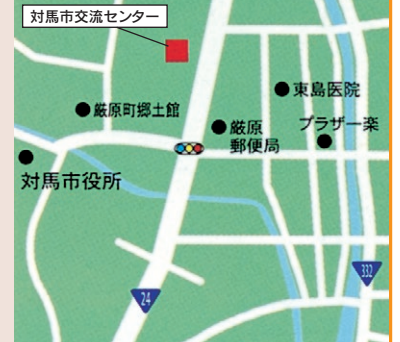 対馬市交流センター
東島医院
厳原町郷土館
厳原
郵便局
プラザ一楽
対馬市役所
24
332